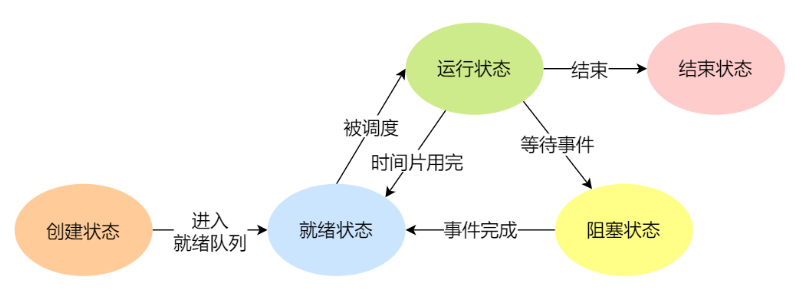 运行状态
结束
结束状态
被调度
时间片用完
等待事件
创建状态
进入
就绪队列
就绪状态
事件完成
阻塞状态